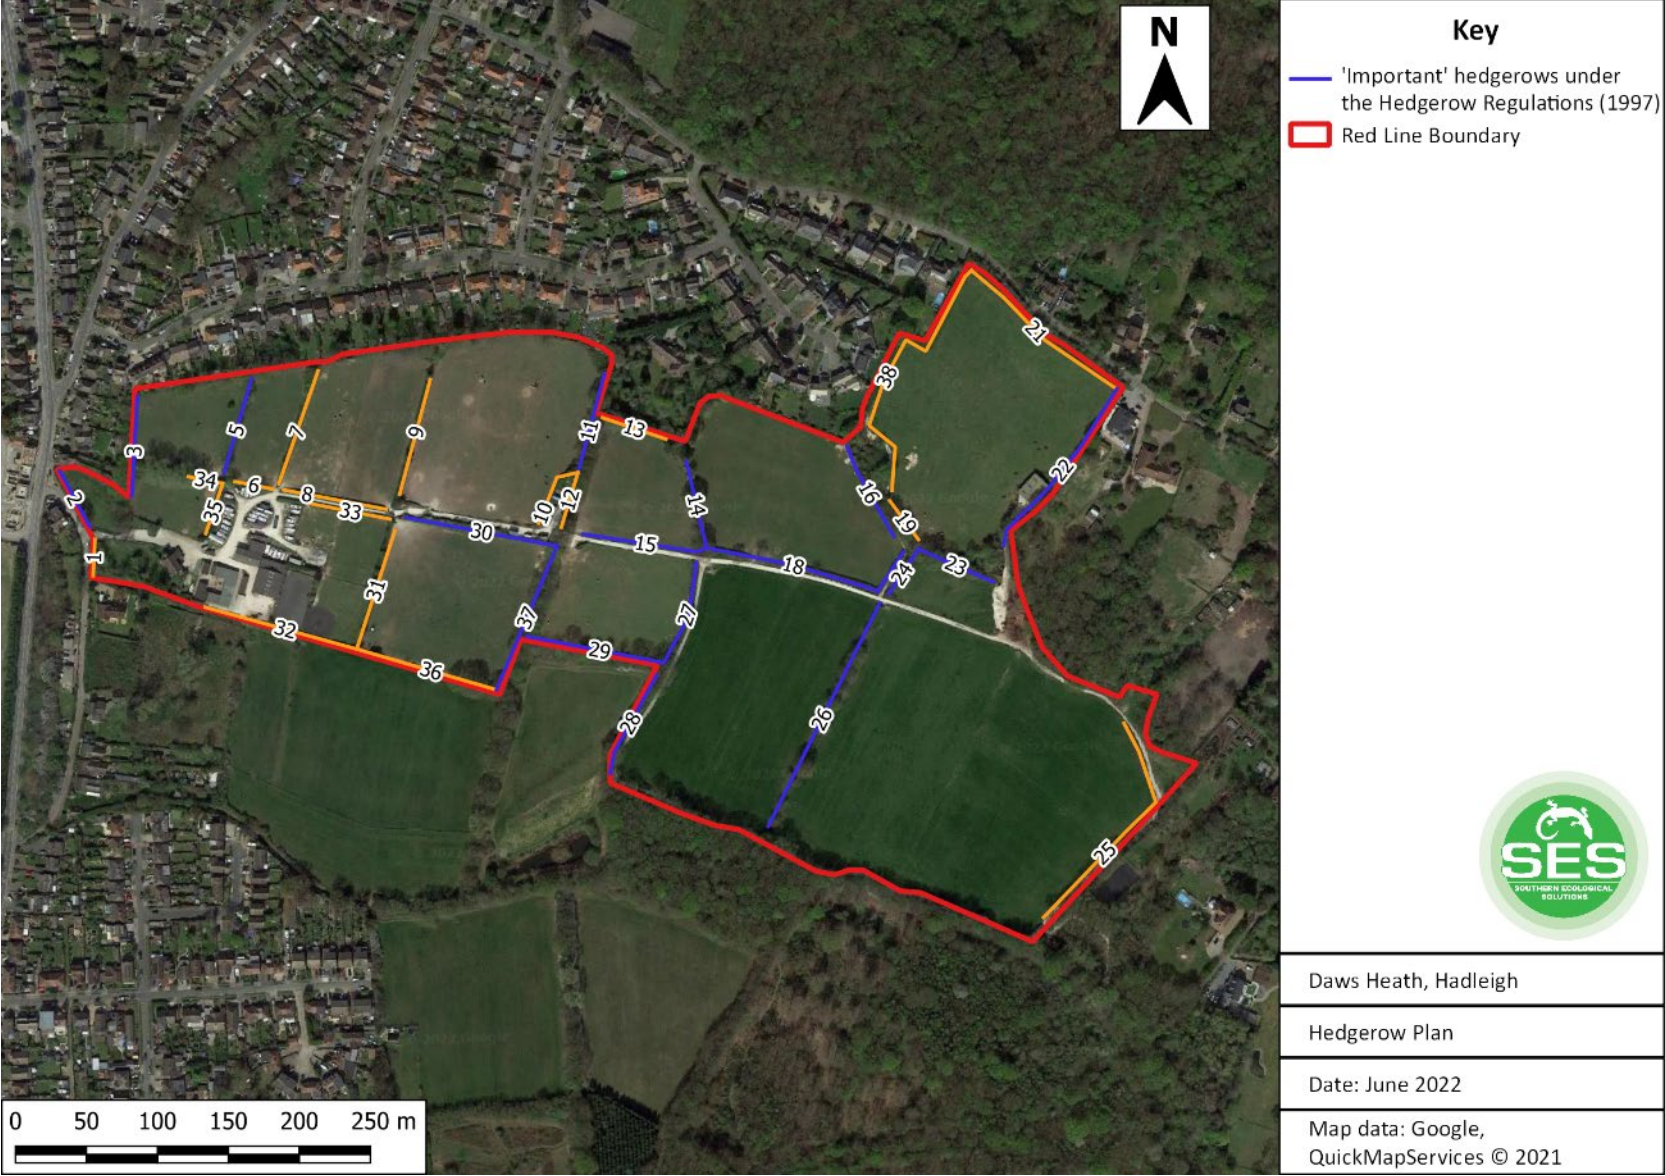 N
Key
'Important' hedgerows under
the Hedgerow Regulations (1997)
Red Line Boundary
21
38
3
5
7
9
11
13
34
6
8
33
35
2
1
10
12
14
16
22
19
30
15
18
24
23
31
37
27
32
36
29
28
26
25
SES
SOUTHERN ECOLOGICAL
SOLUTIONS
Daws Heath, Hadleigh
Hedgerow Plan
Date: June 2022
Map data: Google,
QuickMapServices © 2021
0 50 100 150 200 250 m